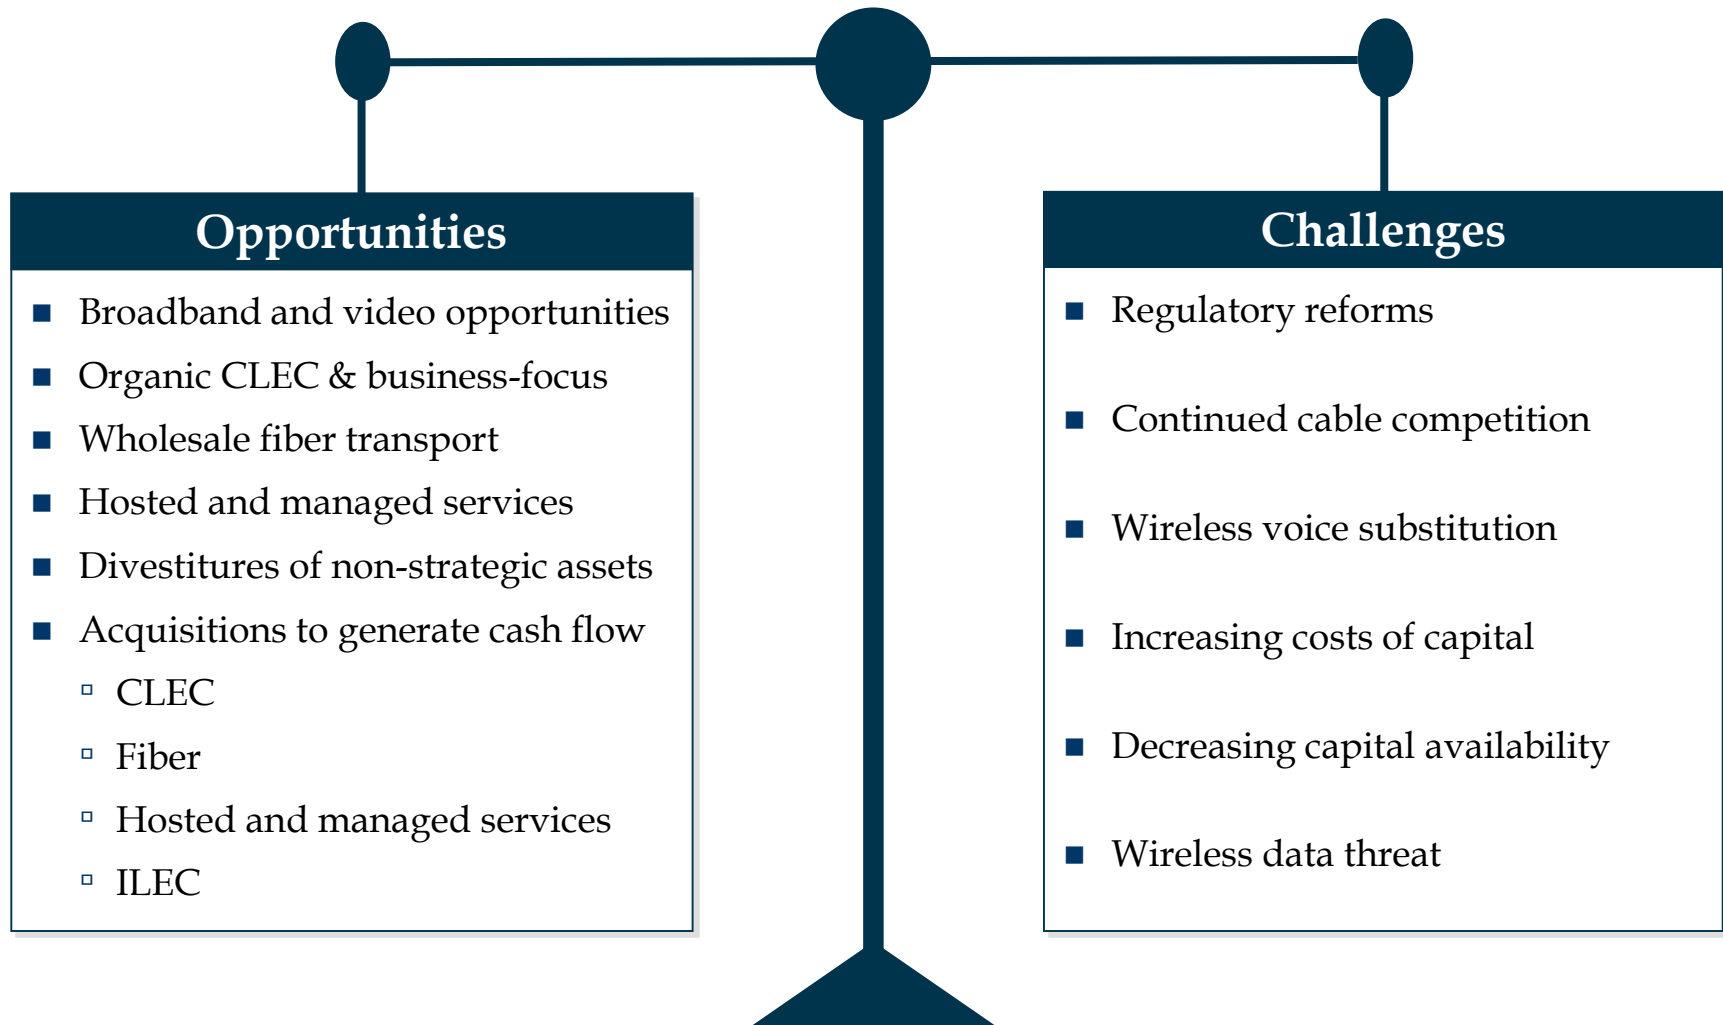 Opportunities
Broadband and video opportunities
Organic CLEC & business-focus
Wholesale fiber transport
Hosted and managed services
Divestitures of non-strategic assets
Acquisitions to generate cash flow
CLEC
Fiber
Hosted and managed services
ILEC
Challenges
Regulatory reforms
Continued cable competition
Wireless voice substitution
Increasing costs of capital
Decreasing capital availability
Wireless data threat